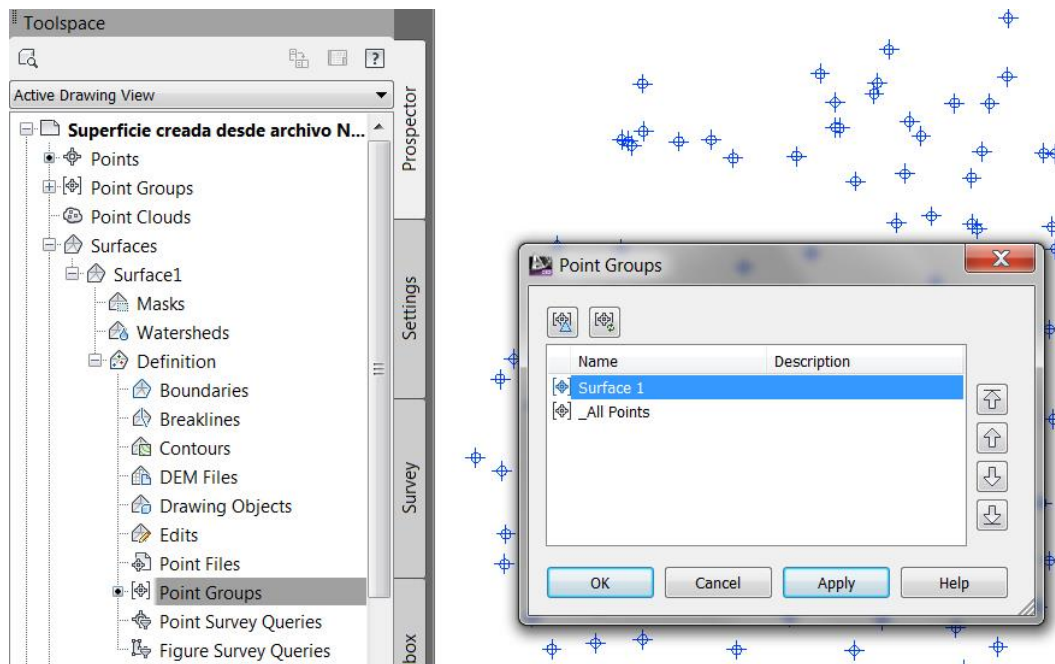 Toolspace
?
Active Drawing View
Superficie creada desde archivo N...
Points
Point Groups
Point Clouds
Surfaces
Surface1
Masks
Watersheds
Definition
Boundaries
Breaklines
Contours
DEM Files
Drawing Objects
Edits
Point Files
Point Groups
Point Survey Queries
Figure Survey Queries
Prospector
Settings
Survey
box
Point Groups
Name Description
Surface 1
_All Points
OK Cancel Apply Help